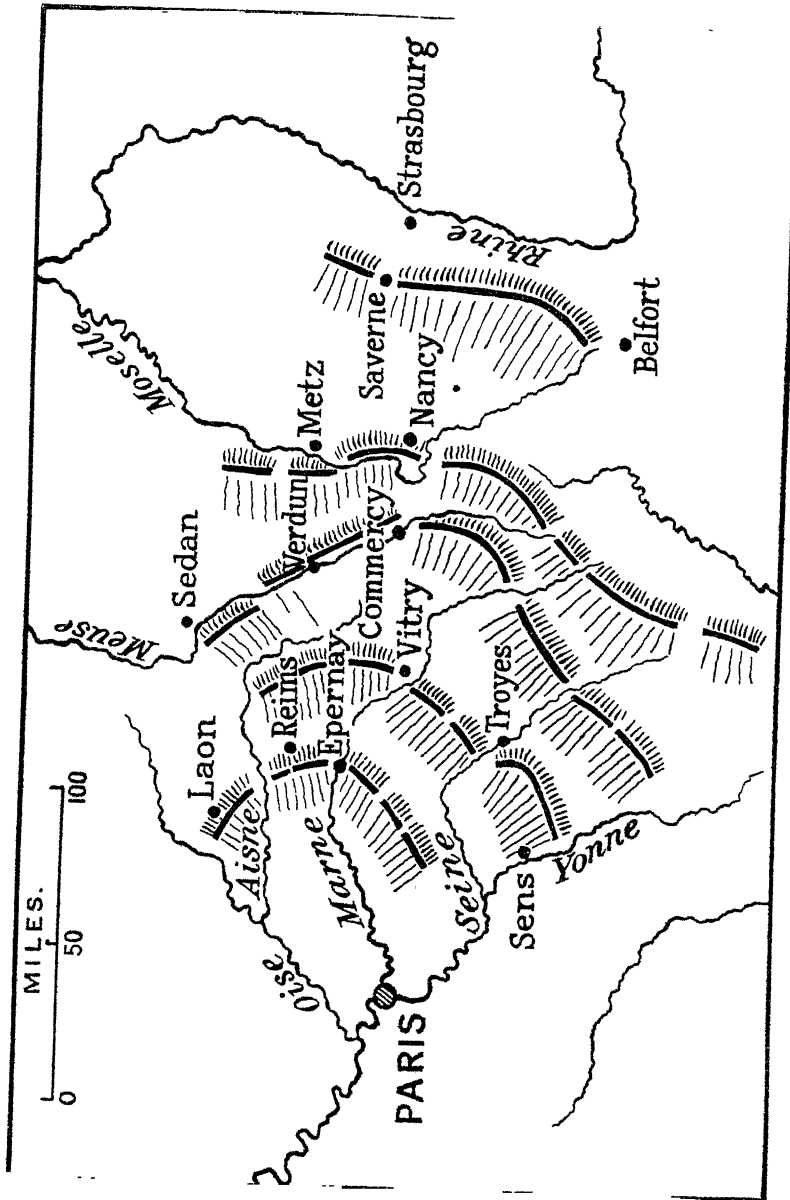 MILES.
0 50 100
Meuse
Moselle
Sedan
Metz
Strasbourg
Laon
Verdun
Saverne
Nancy
Rhine
Oise
Aisne
Reims
Epernay
Commercy
Vitry
Belfort
Marne
Troyes
PARIS
Seine
Sens
Yonne